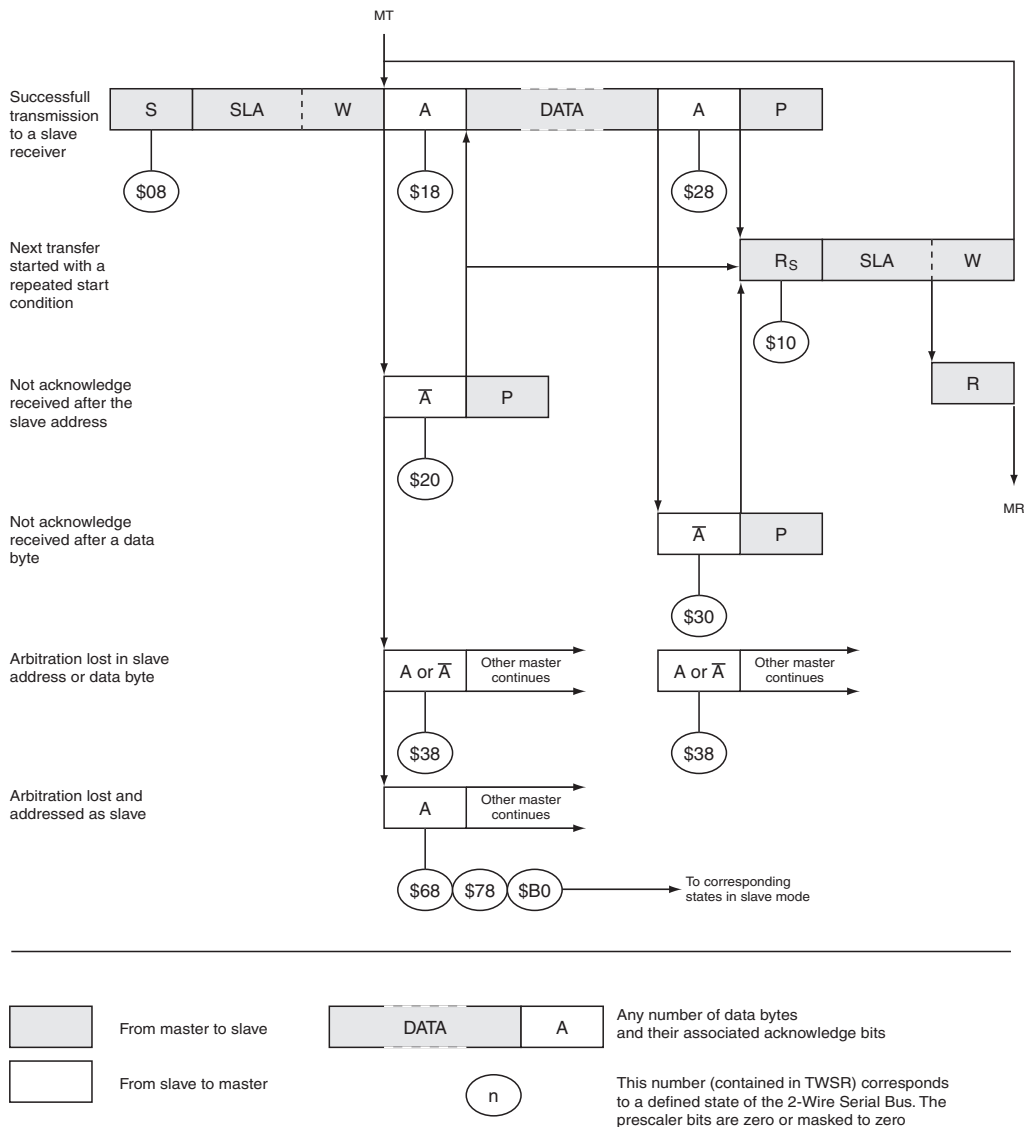 MT
Successfull
transmission
to a slave
receiver
S SLA W A DATA A P
$08 $18 $28
Next transfer
started with a
repeated start
condition
RS SLA W
$10
Not acknowledge
received after the
slave address
A̅ P
R
$20
MR
Not acknowledge
received after a data
byte
A̅ P
$30
Arbitration lost in slave
address or data byte
A or A̅ Other master
continues
A or A̅ Other master
continues
$38 $38
Arbitration lost and
addressed as slave
A Other master
continues
$68 $78 $B0
To corresponding
states in slave mode
From master to slave
DATA A
Any number of data bytes
and their associated acknowledge bits
From slave to master
n
This number (contained in TWSR) corresponds
to a defined state of the 2-Wire Serial Bus. The
prescaler bits are zero or masked to zero